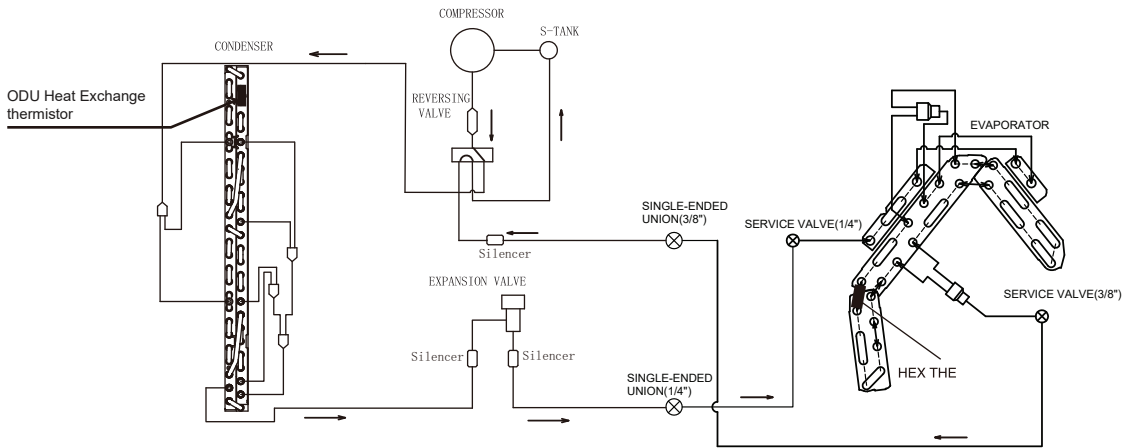 COMPRESSOR
S-TANK
CONDENSER
ODU Heat Exchange
thermistor
REVERSING
VALVE
EVAPORATOR
SINGLE-ENDED
UNION(3/8")
SERVICE VALVE(1/4")
Silencer
EXPANSION VALVE
SERVICE VALVE(3/8")
Silencer
Silencer
HEX THE
SINGLE-ENDED
UNION(1/4")